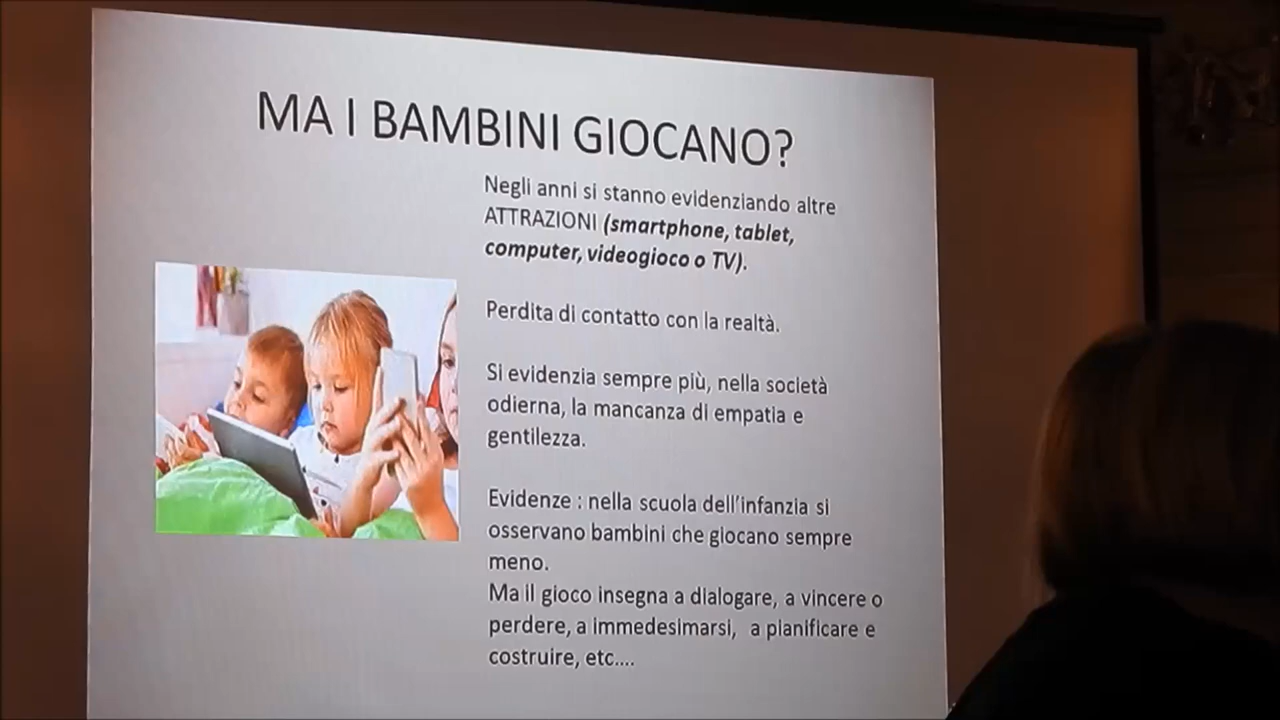 MA I BAMBINI GIOCANO?
Negli anni si stanno evidenziando altre
ATTRAZIONI (smartphone, tablet,
computer, videogioco o TV).
Perdita di contatto con la realtà.
Si evidenzia sempre più, nella società
odierna, la mancanza di empatia e
gentilezza.
Evidenze : nella scuola dell'infanzia si
osservano bambini che giocano sempre
meno.
Ma il gioco insegna a dialogare, a vincere o
perdere, a immedesimarsi, a pianificare e
costruire, etc....